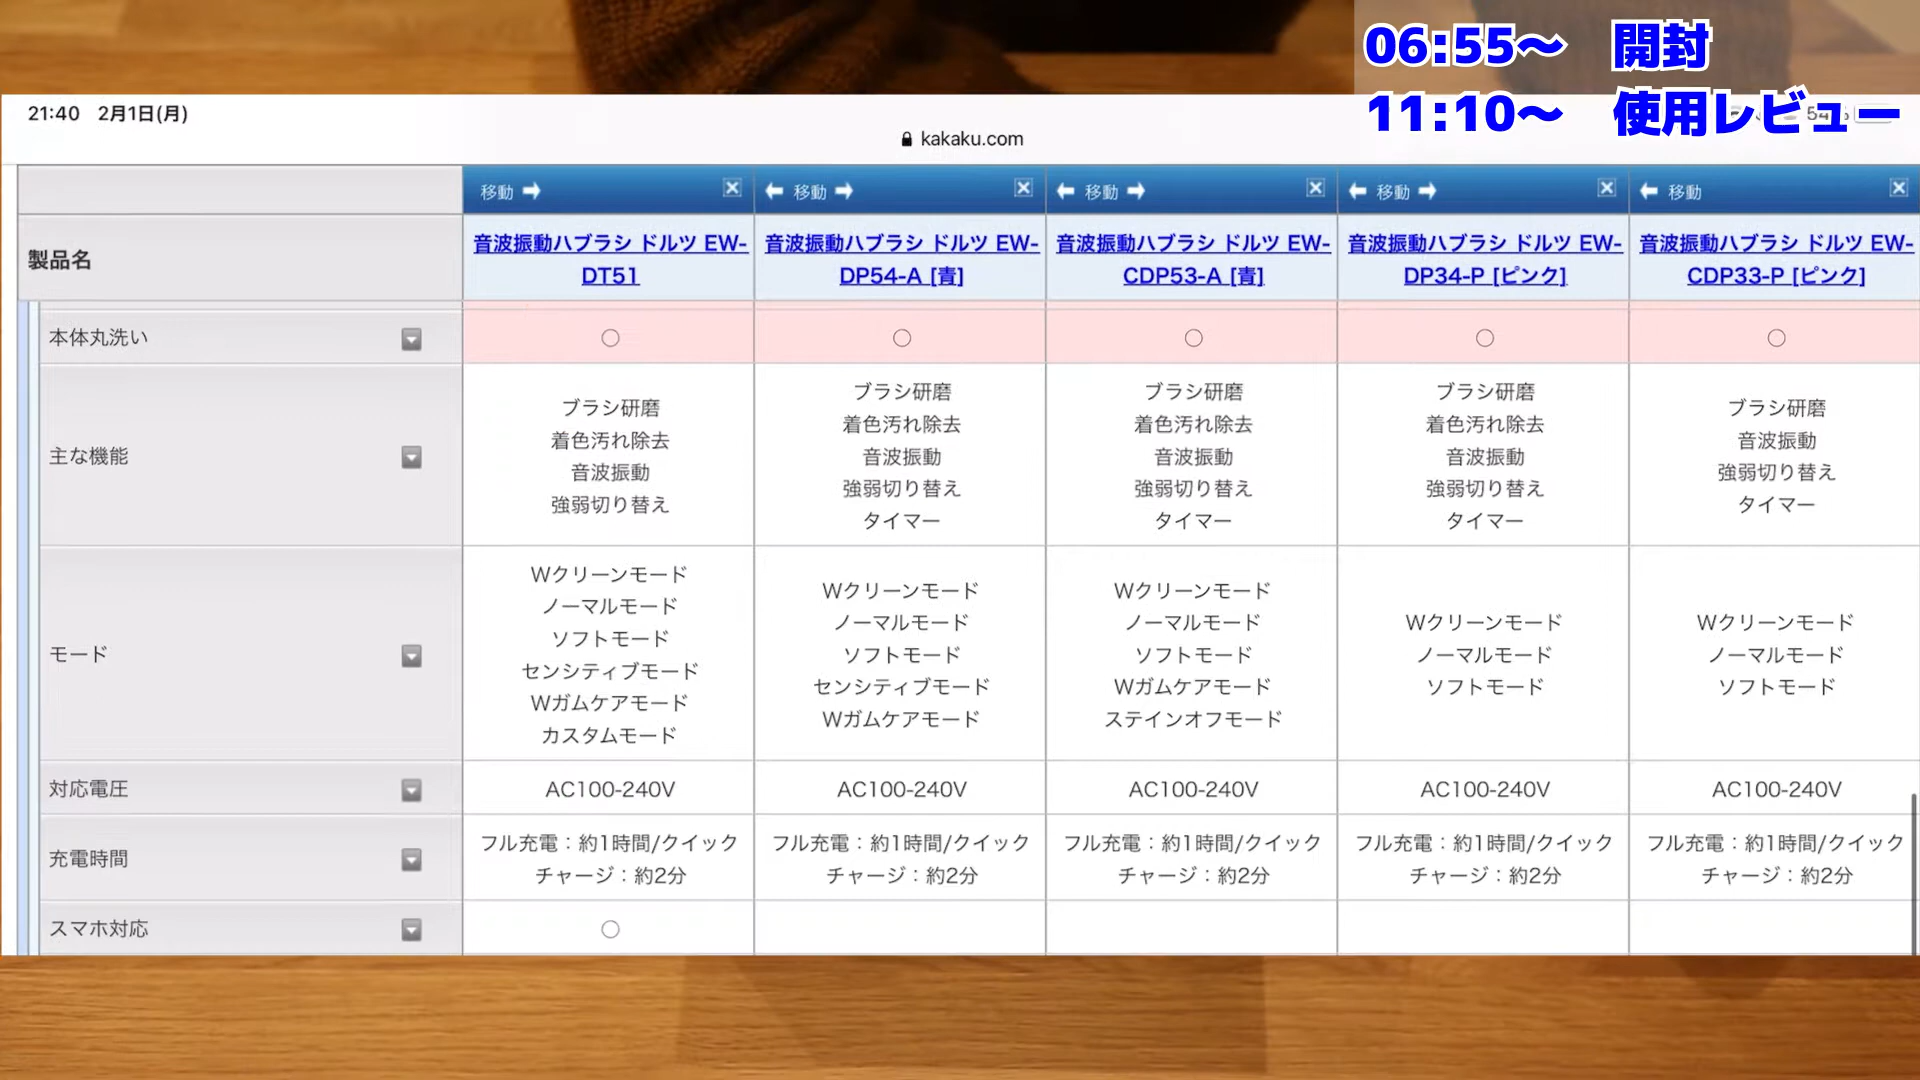 06:55〜 開封
11:10〜 使用レビュー
21:40 2月1日(月)
kakaku.com
移動 移動 移動 移動 移動
製品名
音波振動ハブラシ ドルツ EW-DT51
音波振動ハブラシ ドルツ EW-DP54-A [青]
音波振動ハブラシ ドルツ EW-CDP53-A [青]
音波振動ハブラシ ドルツ EW-DP34-P [ピンク]
音波振動ハブラシ ドルツ EW-CDP33-P [ピンク]
本体丸洗い ○ ○ ○ ○ ○
主な機能
ブラシ研磨
着色汚れ除去
音波振動
強弱切り替え
ブラシ研磨
着色汚れ除去
音波振動
強弱切り替え
タイマー
ブラシ研磨
着色汚れ除去
音波振動
強弱切り替え
タイマー
ブラシ研磨
着色汚れ除去
音波振動
強弱切り替え
タイマー
ブラシ研磨
音波振動
強弱切り替え
タイマー
モード
Wクリーンモード
ノーマルモード
ソフトモード
センシティブモード
Wガムケアモード
カスタムモード
Wクリーンモード
ノーマルモード
ソフトモード
センシティブモード
Wガムケアモード
Wクリーンモード
ノーマルモード
ソフトモード
Wガムケアモード
ステインオフモード
Wクリーンモード
ノーマルモード
ソフトモード
Wクリーンモード
ノーマルモード
ソフトモード
対応電圧 AC100-240V AC100-240V AC100-240V AC100-240V AC100-240V
充電時間
フル充電：約1時間/クイック
チャージ：約2分
フル充電：約1時間/クイック
チャージ：約2分
フル充電：約1時間/クイック
チャージ：約2分
フル充電：約1時間/クイック
チャージ：約2分
フル充電：約1時間/クイック
チャージ：約2分
スマホ対応 ○